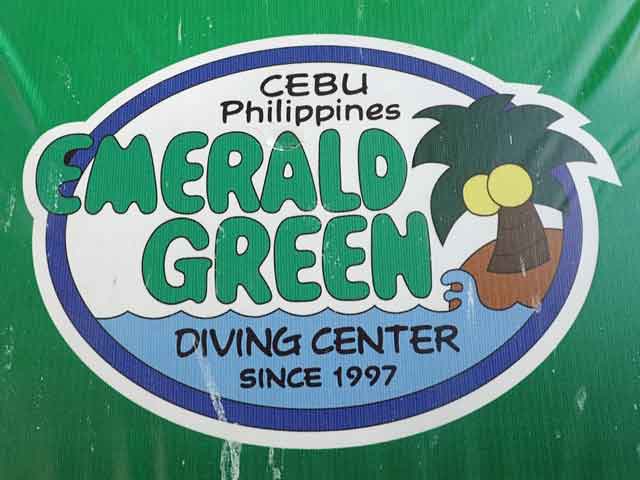 CEBU
Philippines
EMERALD
GREEN
DIVING CENTER
SINCE 1997